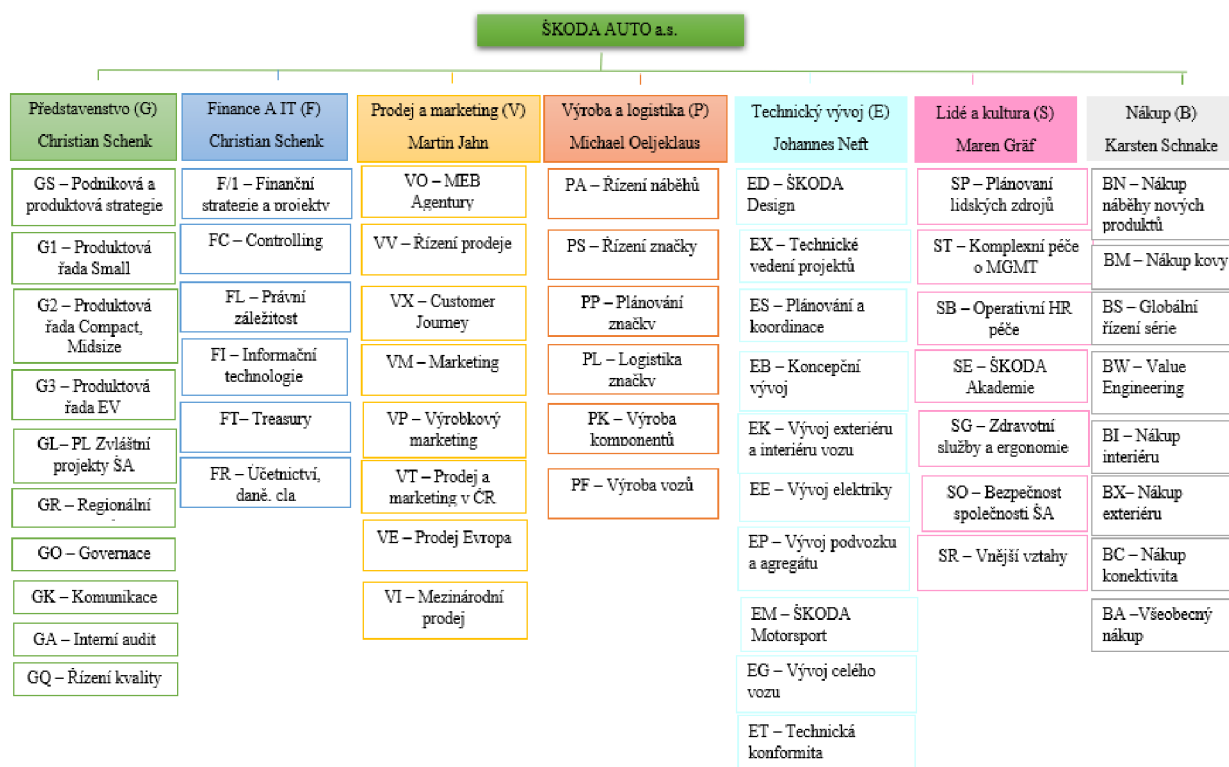 ŠKODA AUTO a.s.
Představenstvo (G)
Christian Schenk
GS – Podniková a
produktová strategie
G1 – Produktová
řada Small
G2 – Produktová
řada Compact,
Midsize
G3 – Produktová
řada EV
GL– PL Zvláštní
projekty ŠA
GR – Regionální
GO – Governace
GK – Komunikace
GA – Interní audit
GQ – Řízení kvality
Finance A IT (F)
Christian Schenk
F/1 – Finanční
strategie a projekty
FC – Controlling
FL – Právní
záležitost
FI – Informační
technologie
FT– Treasury
FR – Účetnictví,
daně, cla
Prodej a marketing (V)
Martin Jahn
VO – MEB
Agentury
VV – Řízení prodeje
VX – Customer
Journey
VM – Marketing
VP – Výrobkový
marketing
VT – Prodej a
marketing v ČR
VE – Prodej Evropa
VI – Mezinárodní
prodej
Výroba a logistika (P)
Michael Oeljeklaus
PA – Řízení náběhů
PS – Řízení značky
PP – Plánování
značky
PL – Logistika
značky
PK – Výroba
komponentů
PF – Výroba vozů
Technický vývoj (E)
Johannes Neft
ED – ŠKODA
Design
EX – Technické
vedení projektů
ES – Plánování a
koordinace
EB – Koncepční
vývoj
EK – Vývoj exteriéru
a interiéru vozu
EE – Vývoj elektriky
EP – Vývoj podvozku
a agregátu
EM – ŠKODA
Motorsport
EG – Vývoj celého
vozu
ET – Technická
konformita
Lidé a kultura (S)
Maren Gräf
SP – Plánovaní
lidských zdrojů
ST – Komplexní péče
o MGMT
SB – Operativní HR
péče
SE – ŠKODA
Akademie
SG – Zdravotní
služby a ergonomie
SO – Bezpečnost
společnosti ŠA
SR – Vnější vztahy
Nákup (B)
Karsten Schnake
BN – Nákup
náběhy nových
produktů
BM – Nákup kovy
BS – Globální
řízení série
BW – Value
Engineering
BI – Nákup
interiéru
BX– Nákup
exteriéru
BC – Nákup
konektivita
BA –Všeobecný
nákup